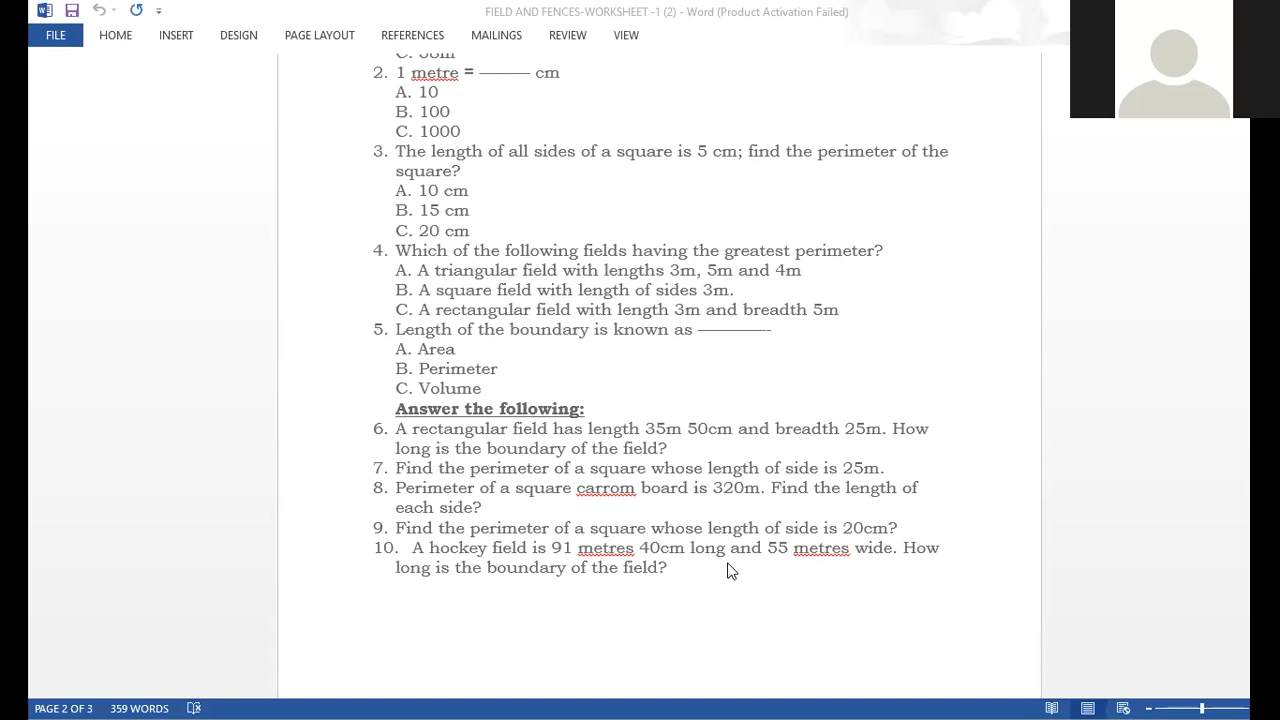 FIELD AND FENCES-WORKSHEET -1 (2) - Word (Product Activation Failed)
FILE HOME INSERT DESIGN PAGE LAYOUT REFERENCES MAILINGS REVIEW VIEW
2. 1 metre = ——— cm
A. 10
B. 100
C. 1000
3. The length of all sides of a square is 5 cm; find the perimeter of the
square?
A. 10 cm
B. 15 cm
C. 20 cm
4. Which of the following fields having the greatest perimeter?
A. A triangular field with lengths 3m, 5m and 4m
B. A square field with length of sides 3m.
C. A rectangular field with length 3m and breadth 5m
5. Length of the boundary is known as ————-
A. Area
B. Perimeter
C. Volume
Answer the following:
6. A rectangular field has length 35m 50cm and breadth 25m. How
long is the boundary of the field?
7. Find the perimeter of a square whose length of side is 25m.
8. Perimeter of a square carrom board is 320m. Find the length of
each side?
9. Find the perimeter of a square whose length of side is 20cm?
10. A hockey field is 91 metres 40cm long and 55 metres wide. How
long is the boundary of the field?
PAGE 2 OF 3 359 WORDS